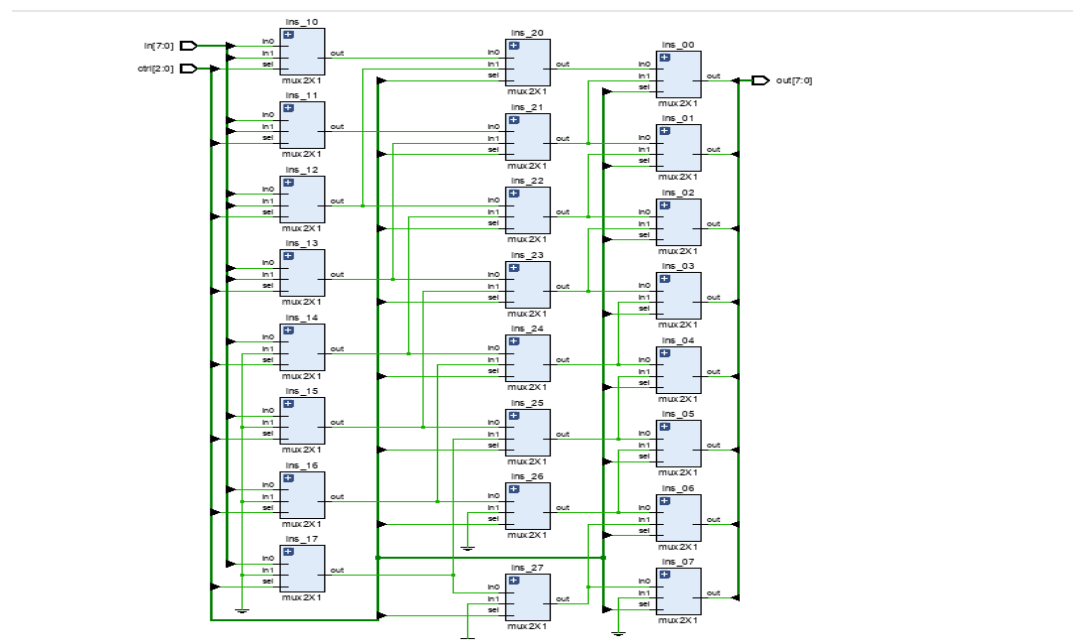 in[7:0]
ctrl[2:0]
ins_10
in0
in1
sel
out
mux2X1
ins_11
in0
in1
sel
out
mux2X1
ins_12
in0
in1
sel
out
mux2X1
ins_13
in0
in1
sel
out
mux2X1
ins_14
in0
in1
sel
out
mux2X1
ins_15
in0
in1
sel
out
mux2X1
ins_16
in0
in1
sel
out
mux2X1
ins_17
in0
in1
sel
out
mux2X1
ins_20
in0
in1
sel
out
mux2X1
ins_21
in0
in1
sel
out
mux2X1
ins_22
in0
in1
sel
out
mux2X1
ins_23
in0
in1
sel
out
mux2X1
ins_24
in0
in1
sel
out
mux2X1
ins_25
in0
in1
sel
out
mux2X1
ins_26
in0
in1
sel
out
mux2X1
ins_27
in0
in1
sel
out
mux2X1
ins_00
in0
in1
sel
out
mux2X1
ins_01
in0
in1
sel
out
mux2X1
ins_02
in0
in1
sel
out
mux2X1
ins_03
in0
in1
sel
out
mux2X1
ins_04
in0
in1
sel
out
mux2X1
ins_05
in0
in1
sel
out
mux2X1
ins_06
in0
in1
sel
out
mux2X1
ins_07
in0
in1
sel
out
mux2X1
out[7:0]